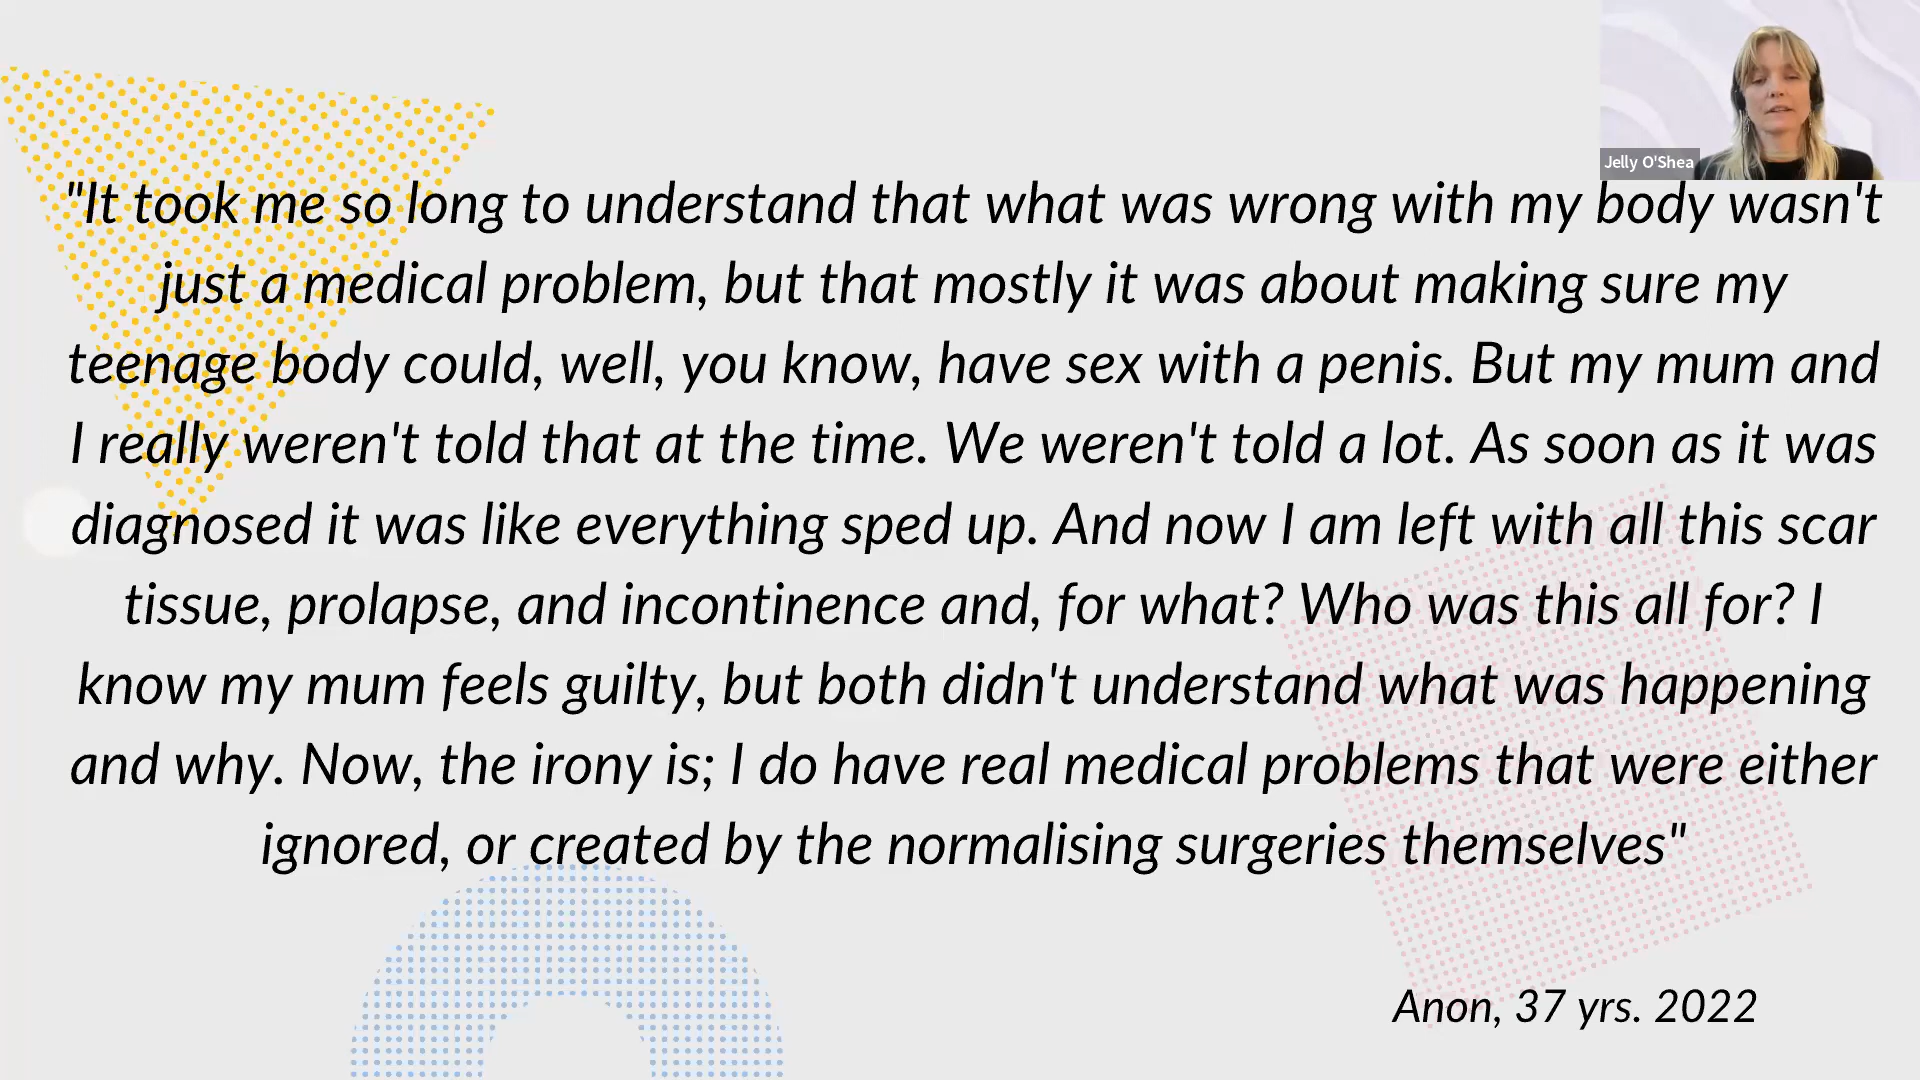 Jelly O'Shea
"It took me so long to understand that what was wrong with my body wasn't
just a medical problem, but that mostly it was about making sure my
teenage body could, well, you know, have sex with a penis. But my mum and
I really weren't told that at the time. We weren't told a lot. As soon as it was
diagnosed it was like everything sped up. And now I am left with all this scar
tissue, prolapse, and incontinence and, for what? Who was this all for? I
know my mum feels guilty, but both didn't understand what was happening
and why. Now, the irony is; I do have real medical problems that were either
ignored, or created by the normalising surgeries themselves"
Anon, 37 yrs. 2022